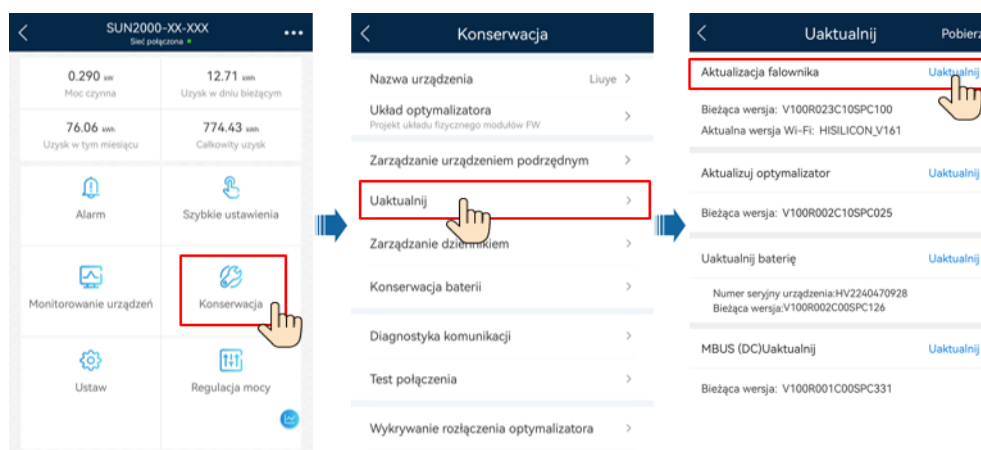 SUN2000-XX-XXX
Sieć połączona
0.290 kW
Moc czynna
12.71 kWh
Uzysk w dniu bieżącym
76.06 kWh
Uzysk w tym miesiącu
774.43 kWh
Całkowity uzysk
Alarm
Szybkie ustawienia
Monitorowanie urządzeń
Konserwacja
Ustaw
Regulacja mocy
Konserwacja
Nazwa urządzenia Liuye
Układ optymalizatora
Projekt układu fizycznego modułów FW
Zarządzanie urządzeniem podrzędnym
Uaktualnij
Zarządzanie dziennikiem
Konserwacja baterii
Diagnostyka komunikacji
Test połączenia
Wykrywanie rozłączenia optymalizatora
Uaktualnij Pobierz
Aktualizacja falownika Uaktualnij
Bieżąca wersja: V100R023C10SPC100
Aktualna wersja Wi-Fi: HISILICON_V161
Aktualizuj optymalizator Uaktualnij
Bieżąca wersja: V100R002C10SPC025
Uaktualnij baterię Uaktualnij
Numer seryjny urządzenia:HV2240470928
Bieżąca wersja:V100R002C00SPC126
MBUS (DC)Uaktualnij Uaktualnij
Bieżąca wersja: V100R001C00SPC331